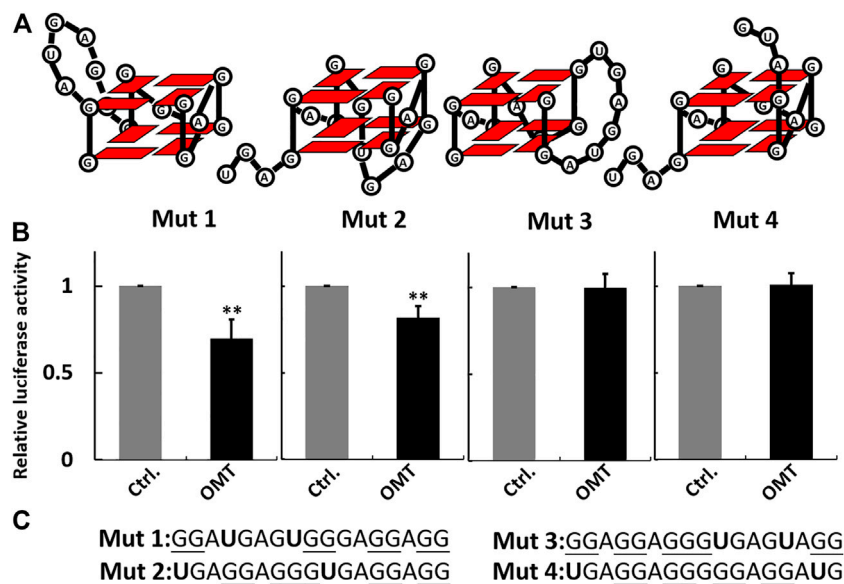 A
Mut 1 Mut 2 Mut 3 Mut 4
B
Relative luciferase activity
1
0.5
0
** **
Ctrl. OMT Ctrl. OMT Ctrl. OMT Ctrl. OMT
C
Mut 1:GGAUGAGUGGGAGGAGG
Mut 2:UGAGGAGGGUGAGGAGG
Mut 3:GGAGGAGGGUGAGUAGG
Mut 4:UGAGGAGGGGGAGGAUG